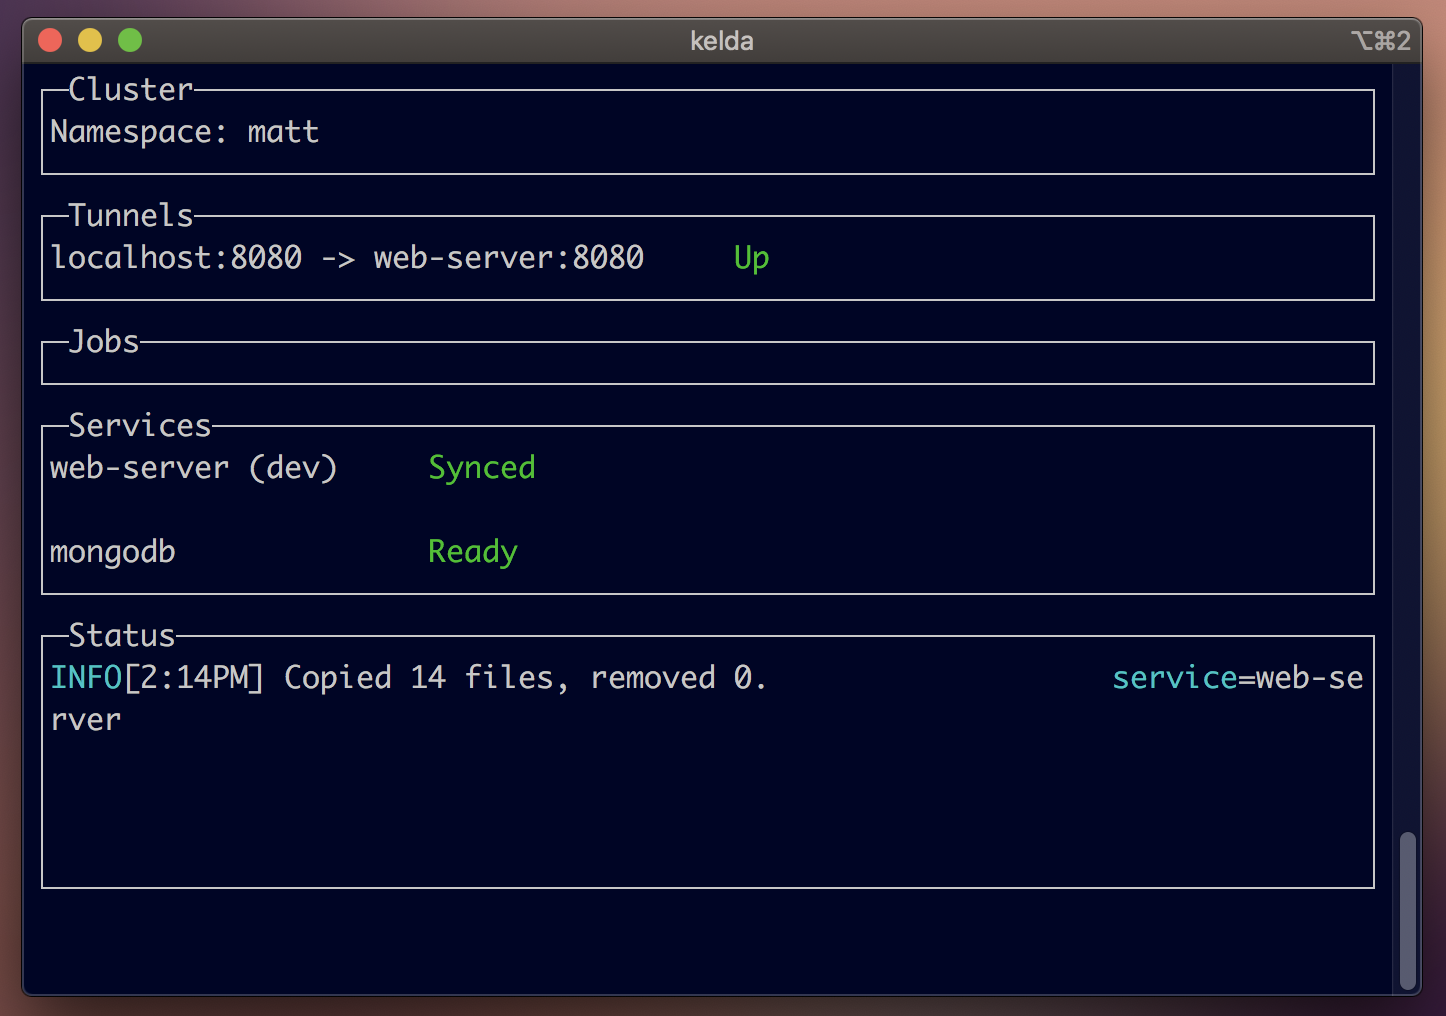 kelda
⌥⌘2
Cluster
Namespace: matt
Tunnels
localhost:8080 -> web-server:8080 Up
Jobs
Services
web-server (dev) Synced
mongodb Ready
Status
INFO[2:14PM] Copied 14 files, removed 0. service=web-se
rver